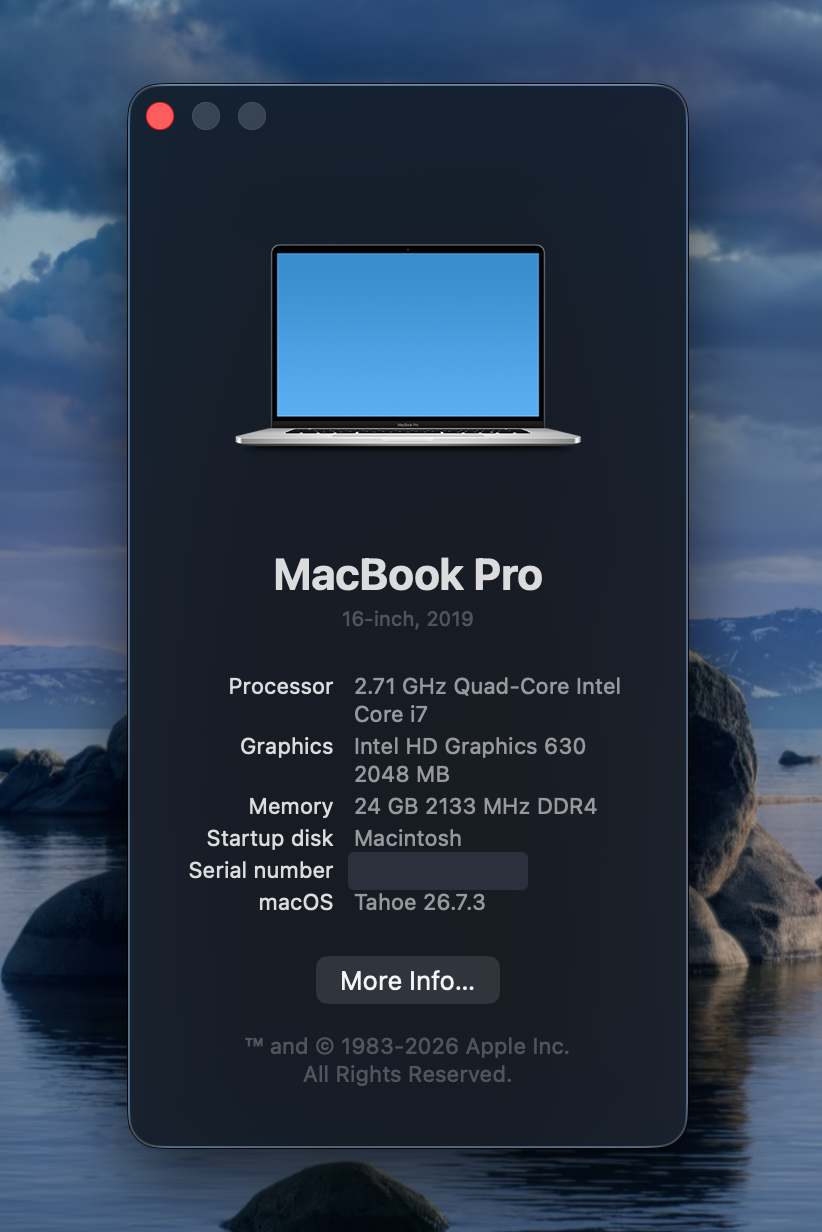 MacBook Pro
16-inch, 2019
Processor 2.71 GHz Quad-Core Intel
Core i7
Graphics Intel HD Graphics 630
2048 MB
Memory 24 GB 2133 MHz DDR4
Startup disk Macintosh
Serial number
macOS Tahoe 26.7.3
More Info...
™ and © 1983-2026 Apple Inc.
All Rights Reserved.